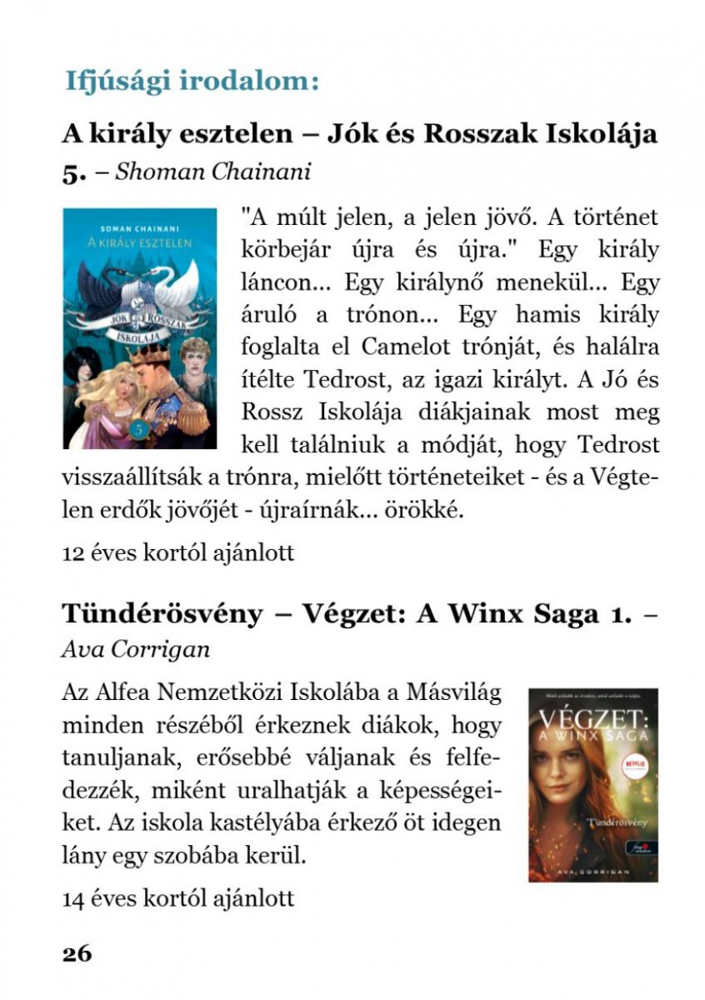 Ifjúsági irodalom:
A király esztelen – Jók és Rosszak Iskolája
5. – Shoman Chainani
SOMAN CHAINANI
A KIRÁLY ESZTELEN
JÓK ÉS ROSSZAK
ISKOLÁJA
5
"A múlt jelen, a jelen jövő. A történet
körbejár újra és újra." Egy király
láncon... Egy királynő menekül... Egy
áruló a trónon... Egy hamis király
foglalta el Camelot trónját, és halálra
ítélte Tedrost, az igazi királyt. A Jó és
Rossz Iskolája diákjainak most meg
kell találniuk a módját, hogy Tedrost
visszaállítsák a trónra, mielőtt történeteiket - és a Végte-
len erdők jövőjét - újraírnák... örökké.
12 éves kortól ajánlott
Tündérösvény – Végzet: A Winx Saga 1. –
Ava Corrigan
Az Alfea Nemzetközi Iskolába a Másvilág
minden részéből érkeznek diákok, hogy
tanuljanak, erősebbé váljanak és felfe-
dezzék, miként uralhatják a képességei-
ket. Az iskola kastélyába érkező öt idegen
lány egy szobába kerül.
VÉGZET:
A WINX SAGA
NETFLIX
Tündérösvény
AVA CORRIGAN
14 éves kortól ajánlott
26